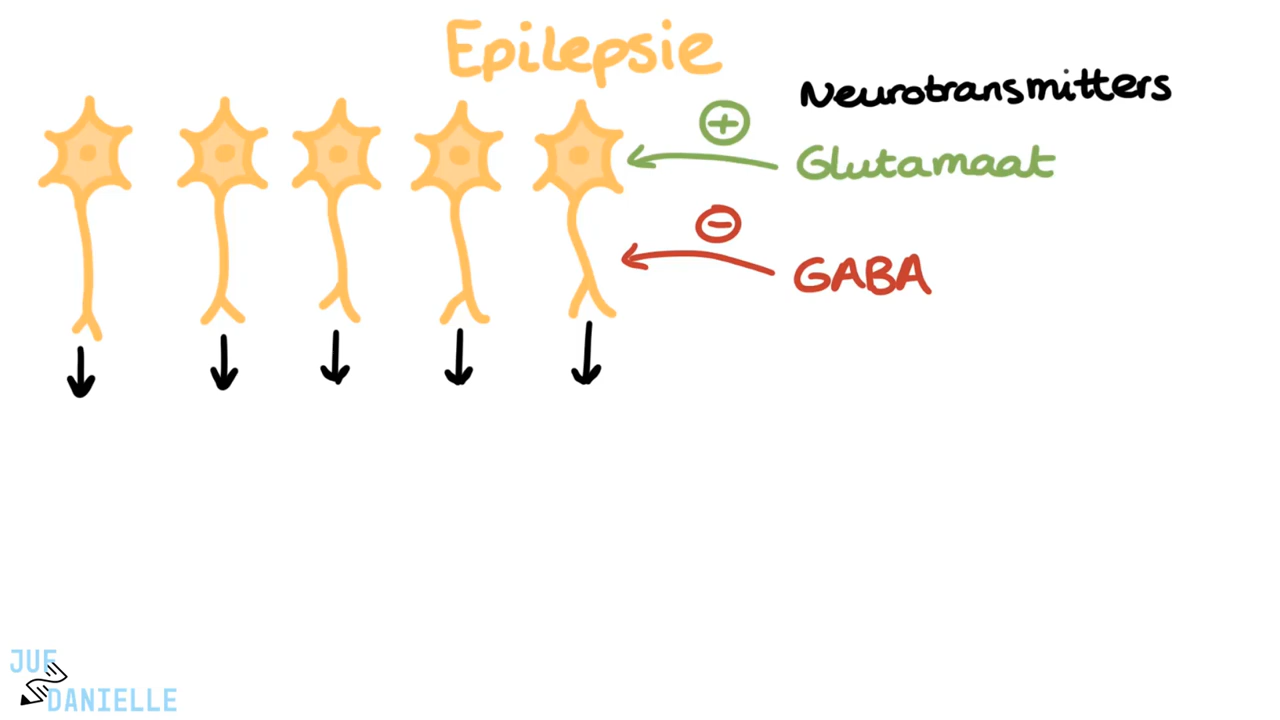 Epilepsie
Neurotransmitters
+
Glutamaat
-
GABA
JUF
DANIELLE